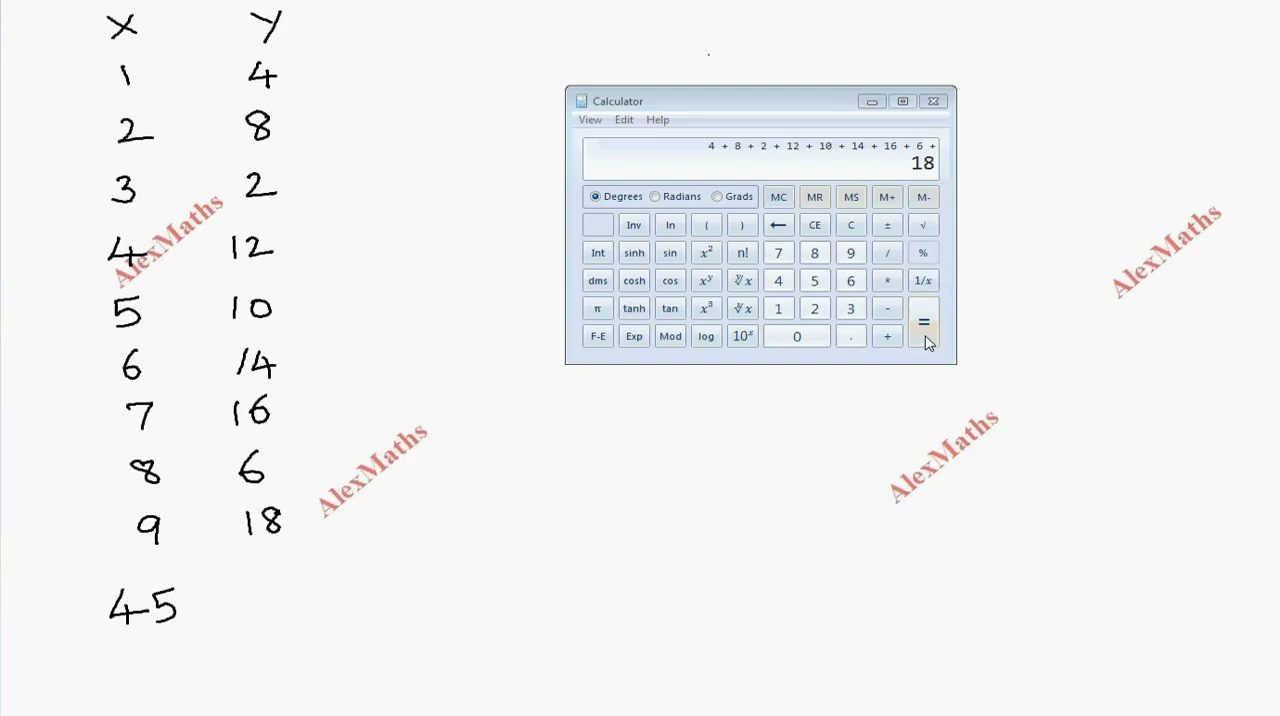 X Y
1 4
2 8
3 2
4 12
5 10
6 14
7 16
8 6
9 18
45
Calculator
View Edit Help
4 + 8 + 2 + 12 + 10 + 14 + 16 + 6 +
18
Degrees Radians Grads MC MR MS M+ M-
Inv ln ( ) ← CE C ± √
Int sinh sin x² n! 7 8 9 / %
dms cosh cos xʸ ʸ√x 4 5 6 * 1/x
π tanh tan x³ ³√x 1 2 3 - =
F-E Exp Mod log 10ˣ 0 . +
AlexMaths
AlexMaths
AlexMaths
AlexMaths